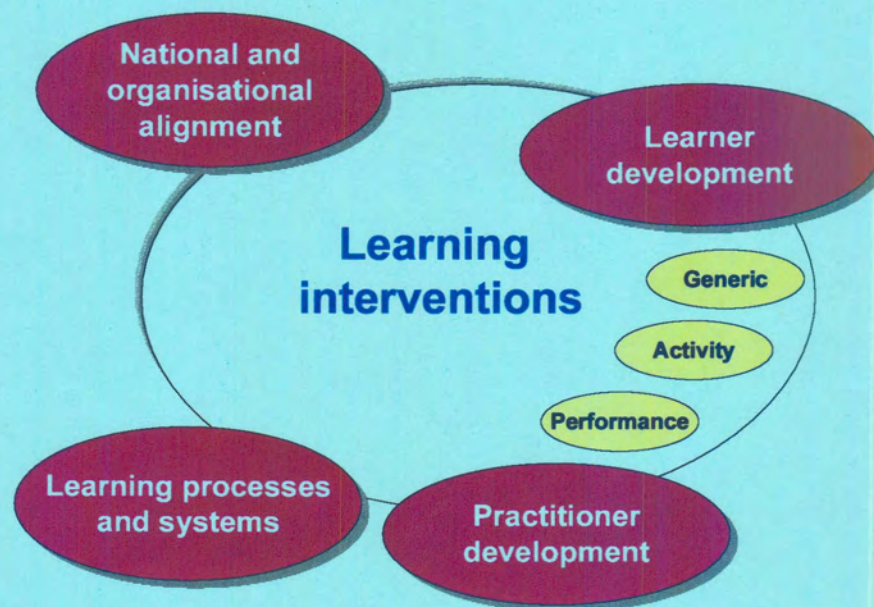 National and
organisational
alignment
Learner
development
Learning
interventions
Generic
Activity
Performance
Learning processes
and systems
Practitioner
development